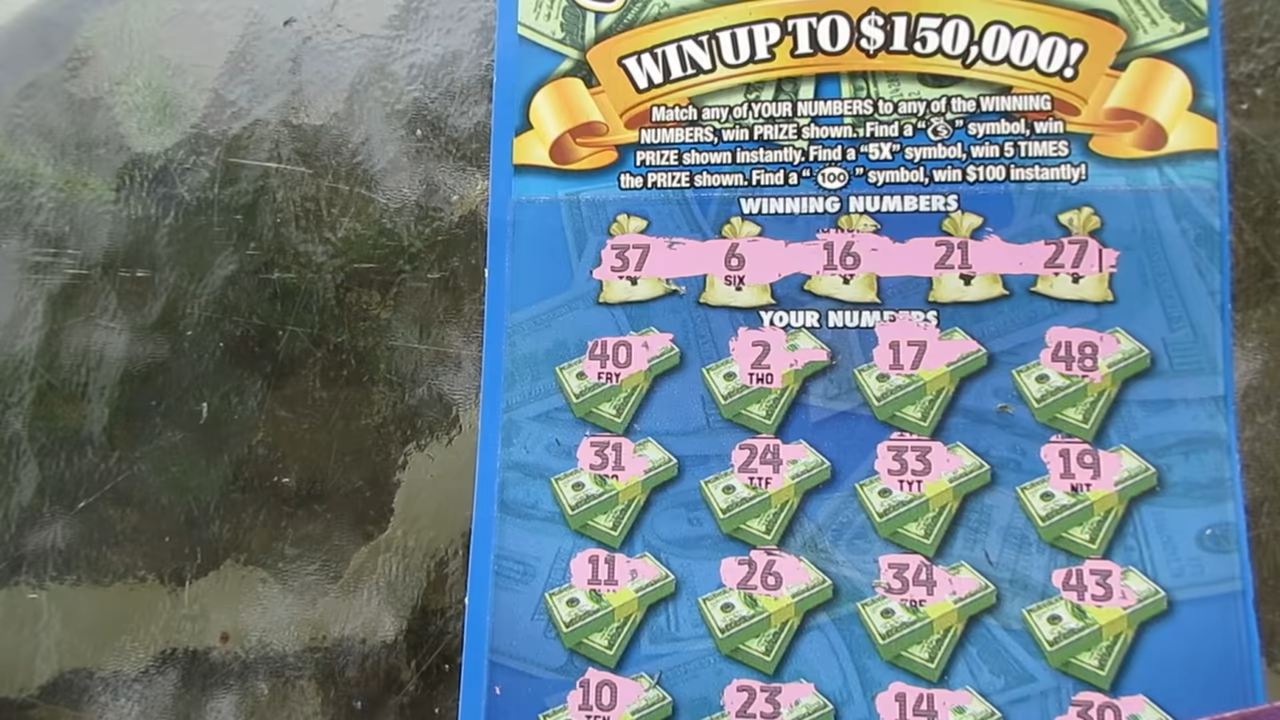 WIN UP TO $150,000!
Match any of YOUR NUMBERS to any of the WINNING
NUMBERS, win PRIZE shown. Find a " " symbol, win
PRIZE shown instantly. Find a "5X" symbol, win 5 TIMES
the PRIZE shown. Find a "100" symbol, win $100 instantly!
WINNING NUMBERS
37 6 16 21 27
SIX
YOUR NUMBERS
40 2 17 48
FRY TWO
31 24 33 19
TTF TYT NIT
11 26 34 43
10 23 14 30
TEN